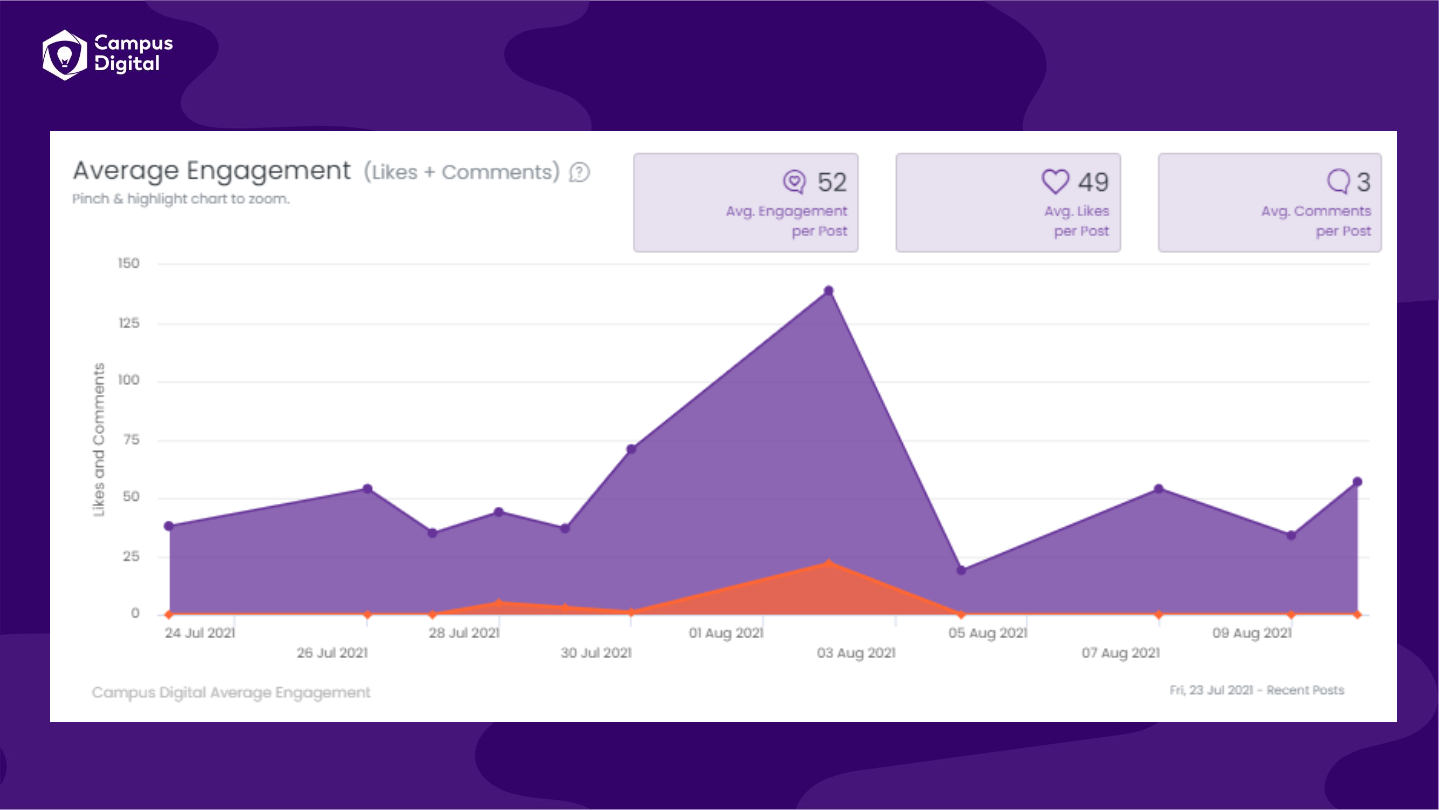 Campus
Digital
Average Engagement (Likes + Comments) ?
Pinch & highlight chart to zoom.
52
Avg. Engagement
per Post
49
Avg. Likes
per Post
3
Avg. Comments
per Post
Likes and Comments
150
125
100
75
50
25
0
24 Jul 2021
26 Jul 2021
28 Jul 2021
30 Jul 2021
01 Aug 2021
03 Aug 2021
05 Aug 2021
07 Aug 2021
09 Aug 2021
Campus Digital Average Engagement
Fri, 23 Jul 2021 - Recent Posts